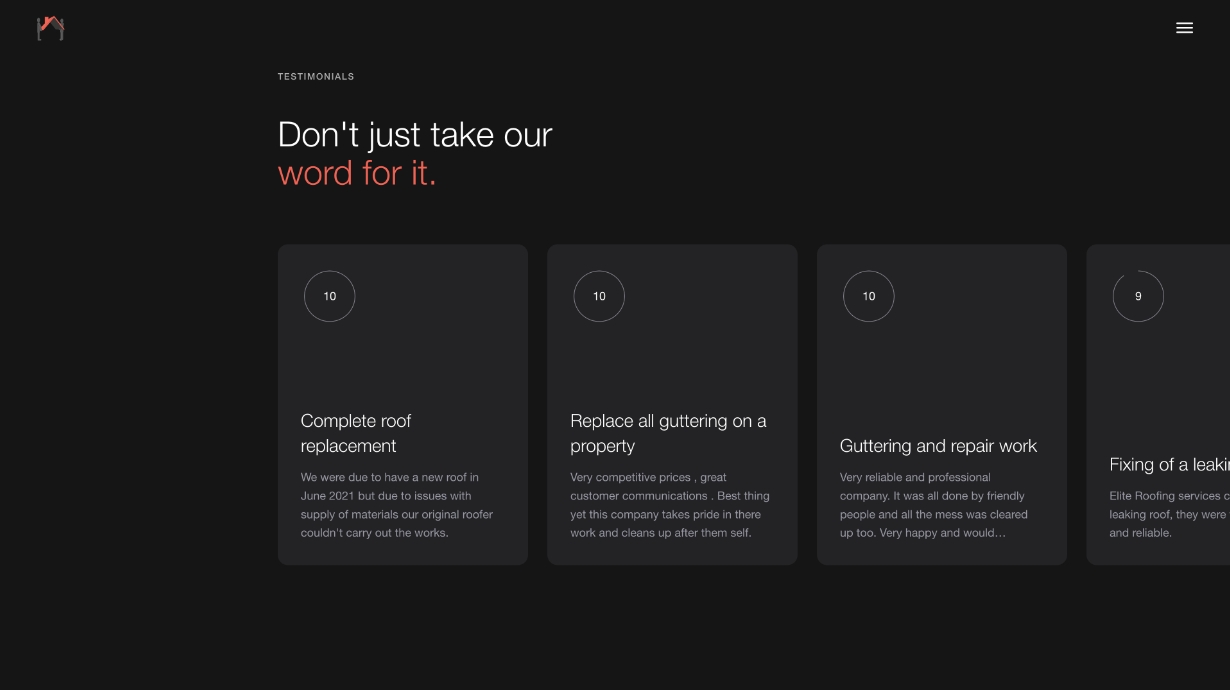 TESTIMONIALS
Don't just take our
word for it.
10
Complete roof
replacement
We were due to have a new roof in
June 2021 but due to issues with
supply of materials our original roofer
couldn't carry out the works.
10
Replace all guttering on a
property
Very competitive prices , great
customer communications . Best thing
yet this company takes pride in there
work and cleans up after them self.
10
Guttering and repair work
Very reliable and professional
company. It was all done by friendly
people and all the mess was cleared
up too. Very happy and would…
9
Fixing of a
Elite Roofing services
leaking roof, they were
and reliable.